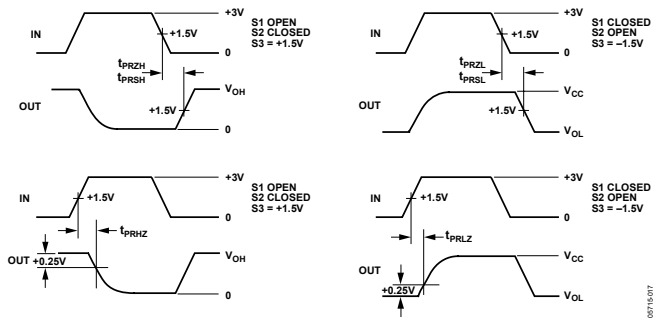 IN
+1.5V
+3V
0
S1 OPEN
S2 CLOSED
S3 = +1.5V
tPRZH
tPRSH
OUT
+1.5V
VOH
0
IN
+1.5V
+3V
0
S1 CLOSED
S2 OPEN
S3 = –1.5V
tPRZL
tPRSL
OUT
+1.5V
VCC
VOL
IN
+1.5V
+3V
0
S1 OPEN
S2 CLOSED
S3 = +1.5V
tPRHZ
OUT
+0.25V
VOH
0
IN
+1.5V
+3V
0
S1 CLOSED
S2 OPEN
S3 = –1.5V
tPRLZ
OUT
+0.25V
VCC
VOL
05715-017